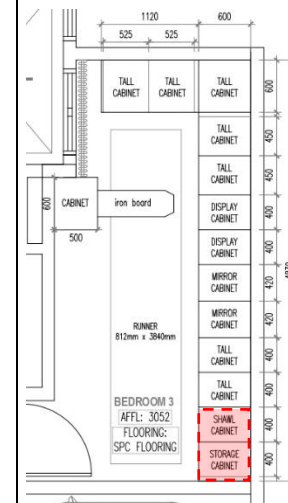 1120
600
525
525
TALL
CABINET
TALL
CABINET
TALL
CABINET
600
TALL
CABINET
450
TALL
CABINET
450
600
CABINET
iron board
500
DISPLAY
CABINET
400
DISPLAY
CABINET
400
MIRROR
CABINET
420
RUNNER
812mm x 3840mm
MIRROR
CABINET
420
TALL
CABINET
400
TALL
CABINET
400
BEDROOM 3
AFFL: 3052
FLOORING:
SPC FLOORING
SHAWL
CABINET
400
STORAGE
CABINET
400